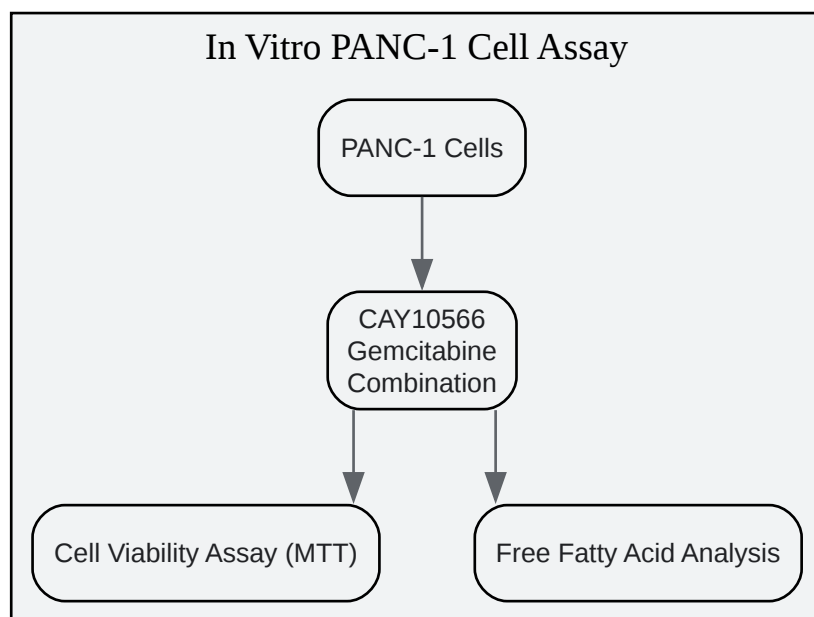 In Vitro PANC-1 Cell Assay
PANC-1 Cells
CAY10566
Gemcitabine
Combination
Cell Viability Assay (MTT)
Free Fatty Acid Analysis